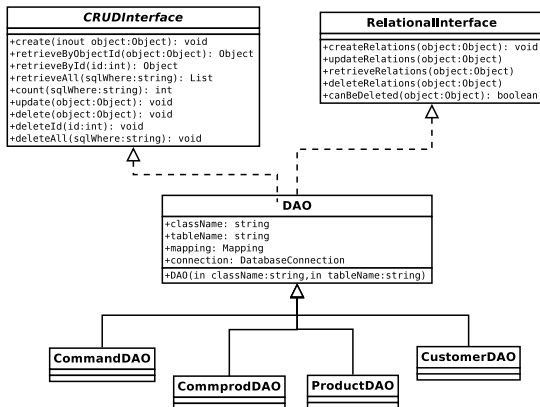 CRUDInterface
+create(inout object:Object): void
+retrieveByObjectId(object:Object): Object
+retrieveById(id:int): Object
+retrieveAll(sqlWhere:string): List
+count(sqlWhere:string): int
+update(object:Object): void
+delete(object:Object): void
+deleteId(id:int): void
+deleteAll(sqlWhere:string): void
RelationalInterface
+createRelations(object:Object): void
+updateRelations(object:Object)
+retrieveRelations(object:Object)
+deleteRelations(object:Object)
+canBeDeleted(object:Object): boolean
DAO
+className: string
+tableName: string
+mapping: Mapping
+connection: DatabaseConnection
+DAO(in className:string,in tableName:string)
CommandDAO
CommprodDAO
ProductDAO
CustomerDAO